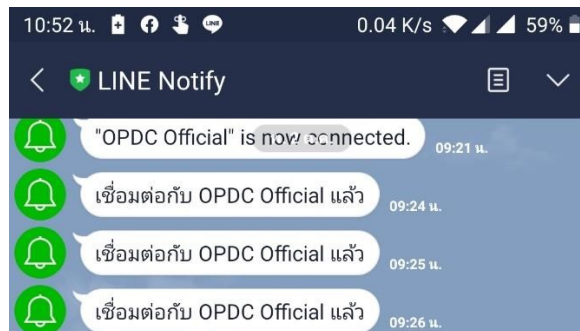 10:52 น. LINE 0.04 K/s 59%
LINE Notify
"OPDC Official" is now connected.
09:21 น.
เชื่อมต่อกับ OPDC Official แล้ว
09:24 น.
เชื่อมต่อกับ OPDC Official แล้ว
09:25 น.
เชื่อมต่อกับ OPDC Official แล้ว
09:26 น.